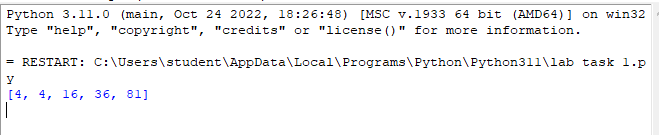 Python 3.11.0 (main, Oct 24 2022, 18:26:48) [MSC v.1933 64 bit (AMD64)] on win32
Type "help", "copyright", "credits" or "license()" for more information.
= RESTART: C:\Users\student\AppData\Local\Programs\Python\Python311\lab task 1.p
y
[4, 4, 16, 36, 81]